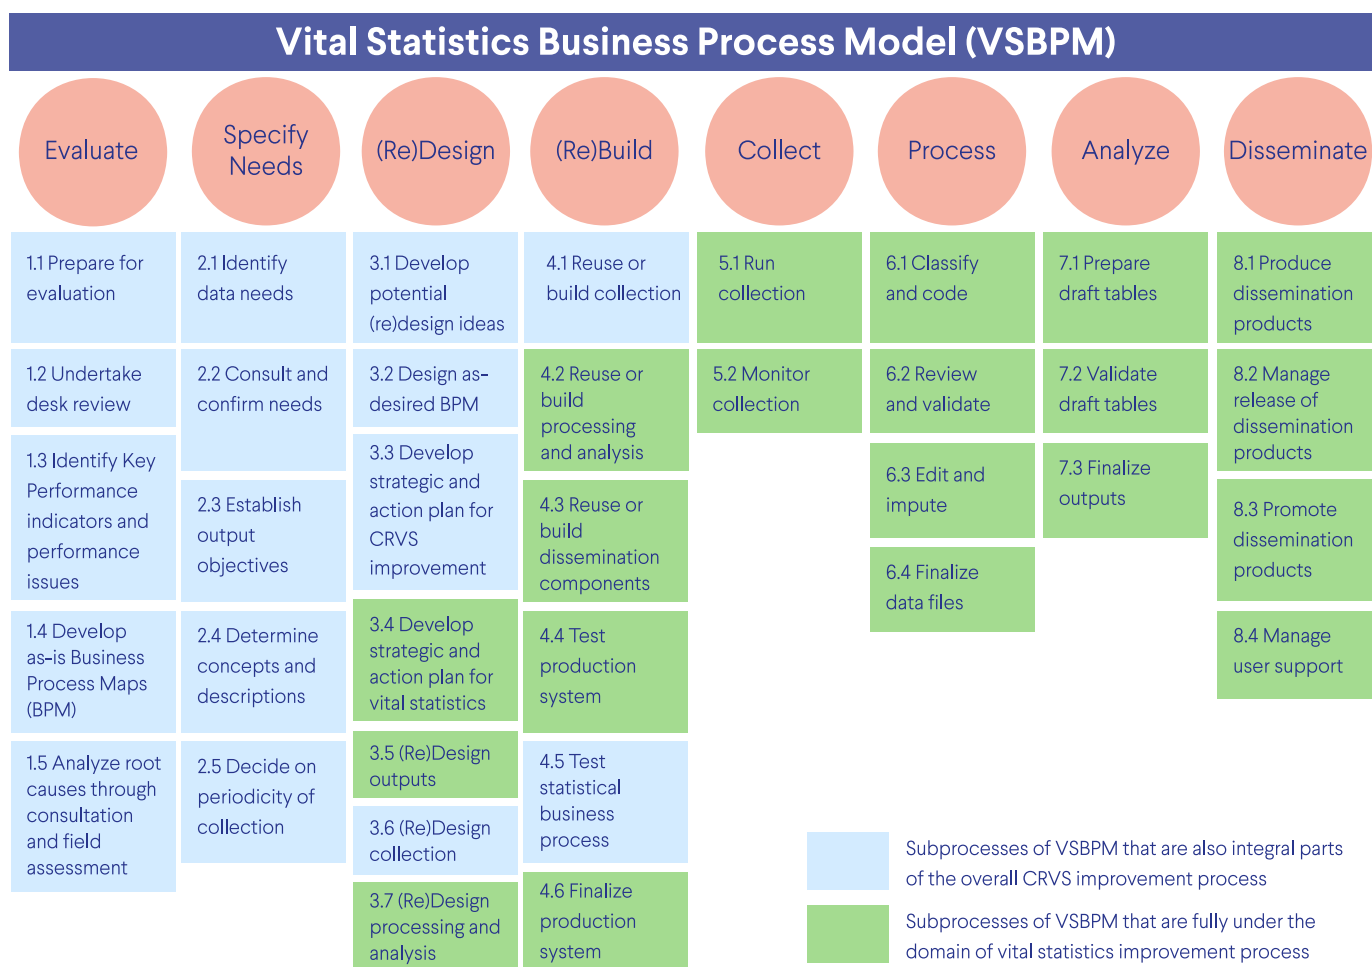 Vital Statistics Business Process Model (VSBPM)
Evaluate
Specify
Needs
(Re)Design
(Re)Build
Collect
Process
Analyze
Disseminate
1.1 Prepare for
evaluation
1.2 Undertake
desk review
1.3 Identify Key
Performance
indicators and
performance
issues
1.4 Develop
as-is Business
Process Maps
(BPM)
1.5 Analyze root
causes through
consultation
and field
assessment
2.1 Identify
data needs
2.2 Consult and
confirm needs
2.3 Establish
output
objectives
2.4 Determine
concepts and
descriptions
2.5 Decide on
periodicity of
collection
3.1 Develop
potential
(re)design ideas
3.2 Design as-
desired BPM
3.3 Develop
strategic and
action plan for
CRVS
improvement
3.4 Develop
strategic and
action plan for
vital statistics
3.5 (Re)Design
outputs
3.6 (Re)Design
collection
3.7 (Re)Design
processing and
analysis
4.1 Reuse or
build collection
4.2 Reuse or
build
processing
and analysis
4.3 Reuse or
build
dissemination
components
4.4 Test
production
system
4.5 Test
statistical
business
process
4.6 Finalize
production
system
5.1 Run
collection
5.2 Monitor
collection
6.1 Classify
and code
6.2 Review
and validate
6.3 Edit and
impute
6.4 Finalize
data files
7.1 Prepare
draft tables
7.2 Validate
draft tables
7.3 Finalize
outputs
8.1 Produce
dissemination
products
8.2 Manage
release of
dissemination
products
8.3 Promote
dissemination
products
8.4 Manage
user support
Subprocesses of VSBPM that are also integral parts
of the overall CRVS improvement process
Subprocesses of VSBPM that are fully under the
domain of vital statistics improvement process